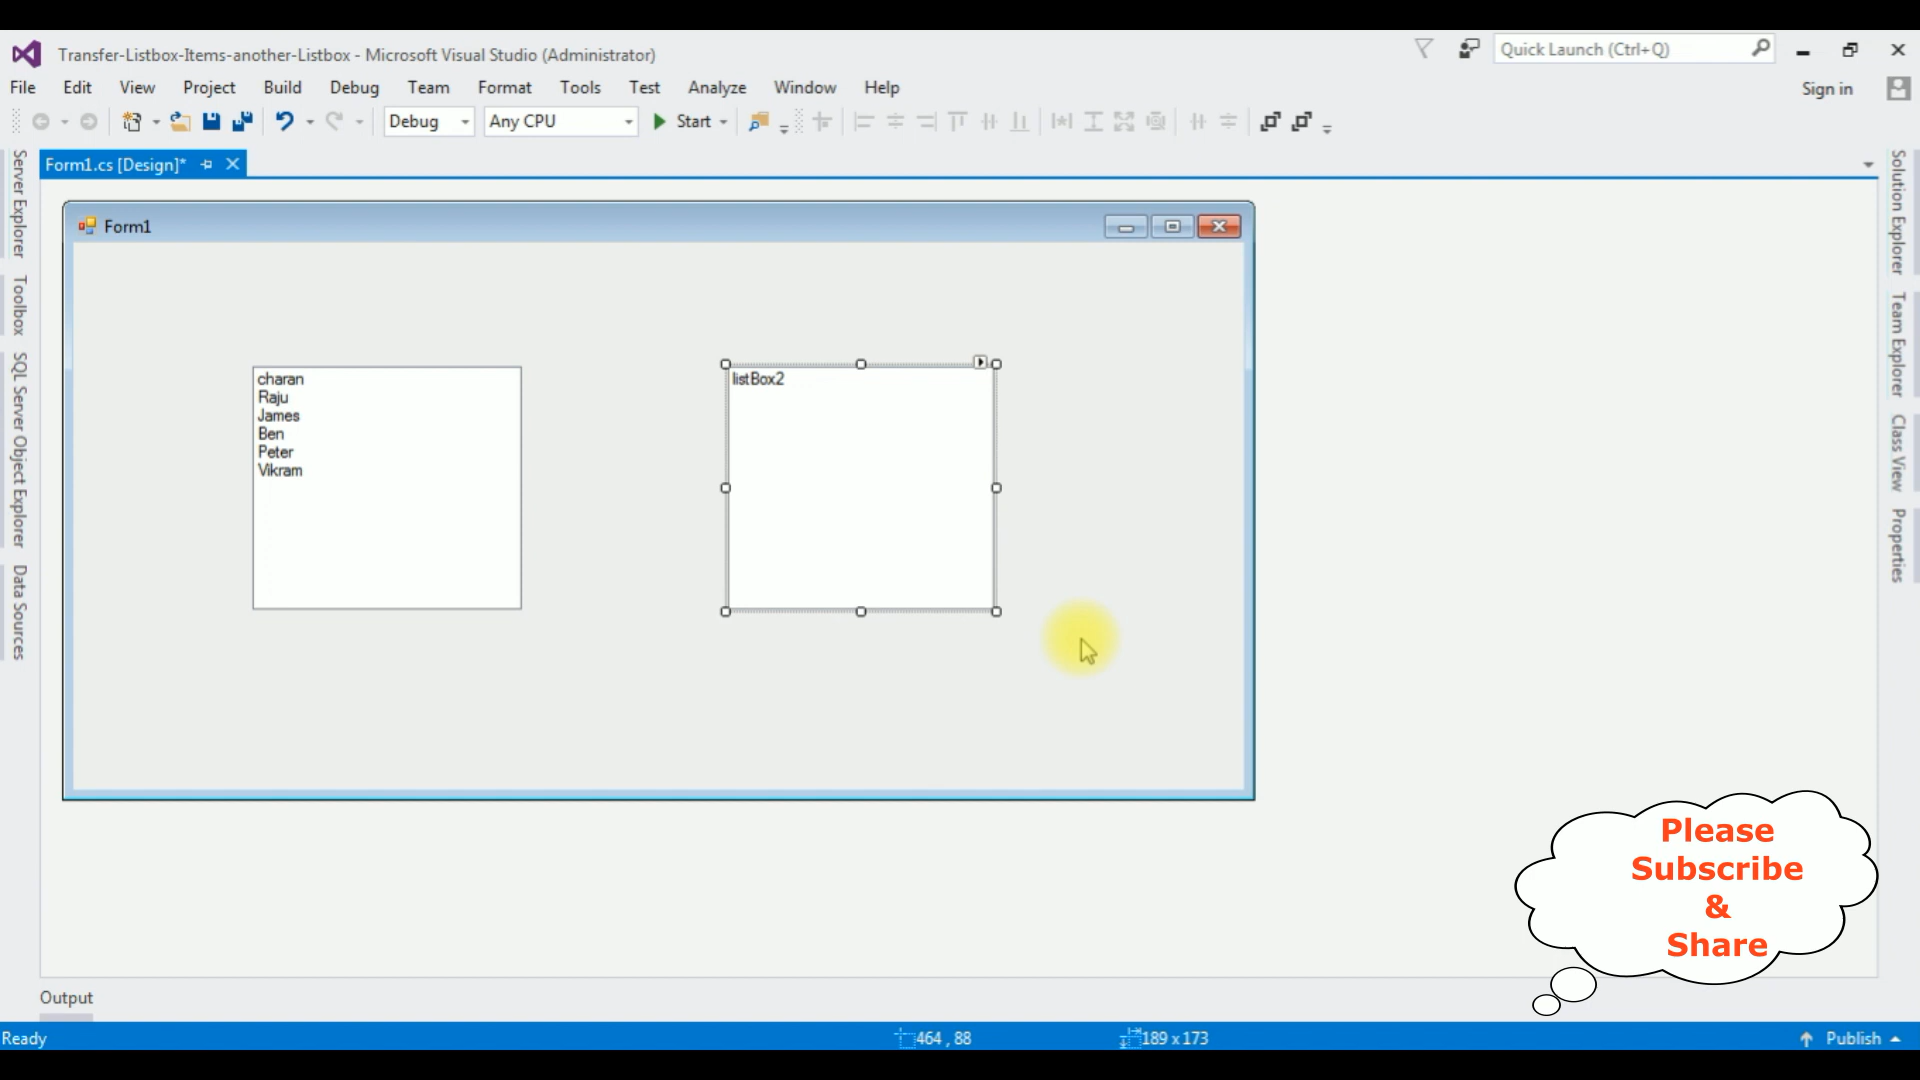 Transfer-Listbox-Items-another-Listbox - Microsoft Visual Studio (Administrator)
Quick Launch (Ctrl+Q)
File Edit View Project Build Debug Team Format Tools Test Analyze Window Help
Sign in
Debug Any CPU Start
Form1.cs [Design]*
Server Explorer
Toolbox
SQL Server Object Explorer
Data Sources
Form1
charan
Raju
James
Ben
Peter
Vikram
listBox2
Solution Explorer
Team Explorer
Class View
Properties
Please
Subscribe
&
Share
Output
Ready
464 , 88
189 x 173
Publish